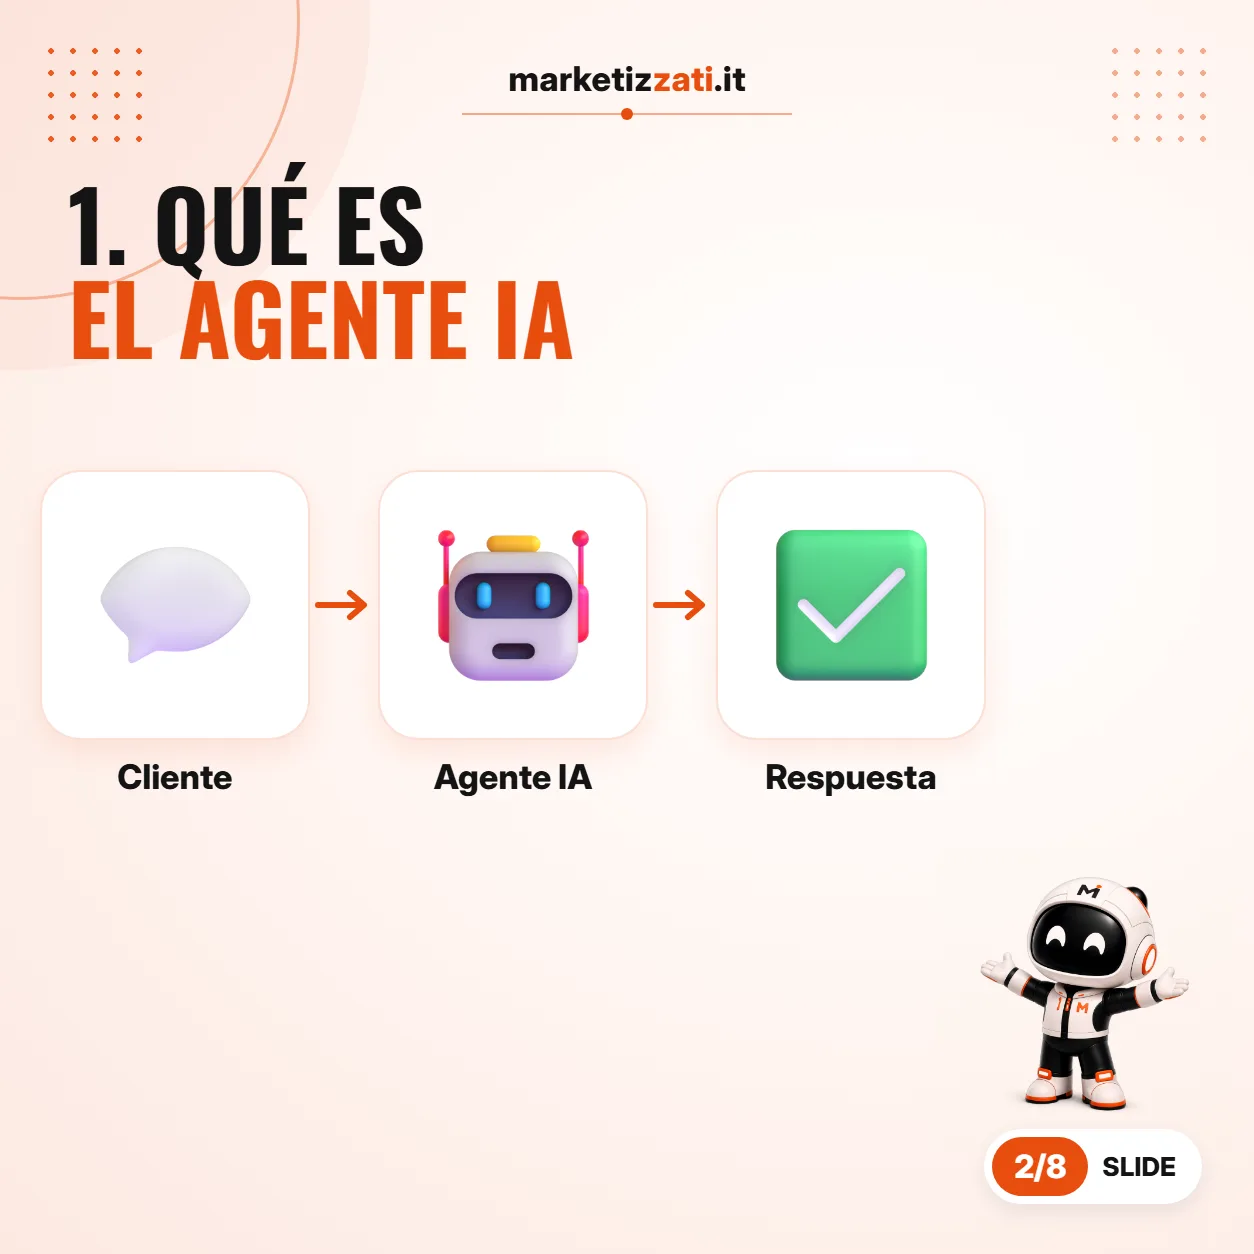 marketizzati.it
1. QUÉ ES
EL AGENTE IA
Cliente
Agente IA
Respuesta
M
2/8 SLIDE